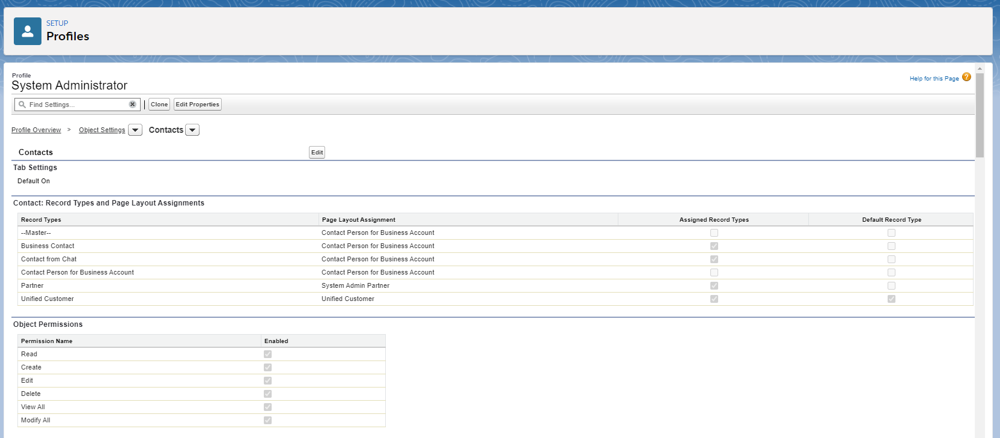 SETUP
Profiles
Profile
System Administrator
Help for this Page ?
Find Settings...
Clone
Edit Properties
Profile Overview > Object Settings Contacts
Contacts
Edit
Tab Settings
Default On
Contact: Record Types and Page Layout Assignments
Record Types Page Layout Assignment Assigned Record Types Default Record Type
--Master-- Contact Person for Business Account
Business Contact Contact Person for Business Account
Contact from Chat Contact Person for Business Account
Contact Person for Business Account Contact Person for Business Account
Partner System Admin Partner
Unified Customer Unified Customer
Object Permissions
Permission Name Enabled
Read
Create
Edit
Delete
View All
Modify All